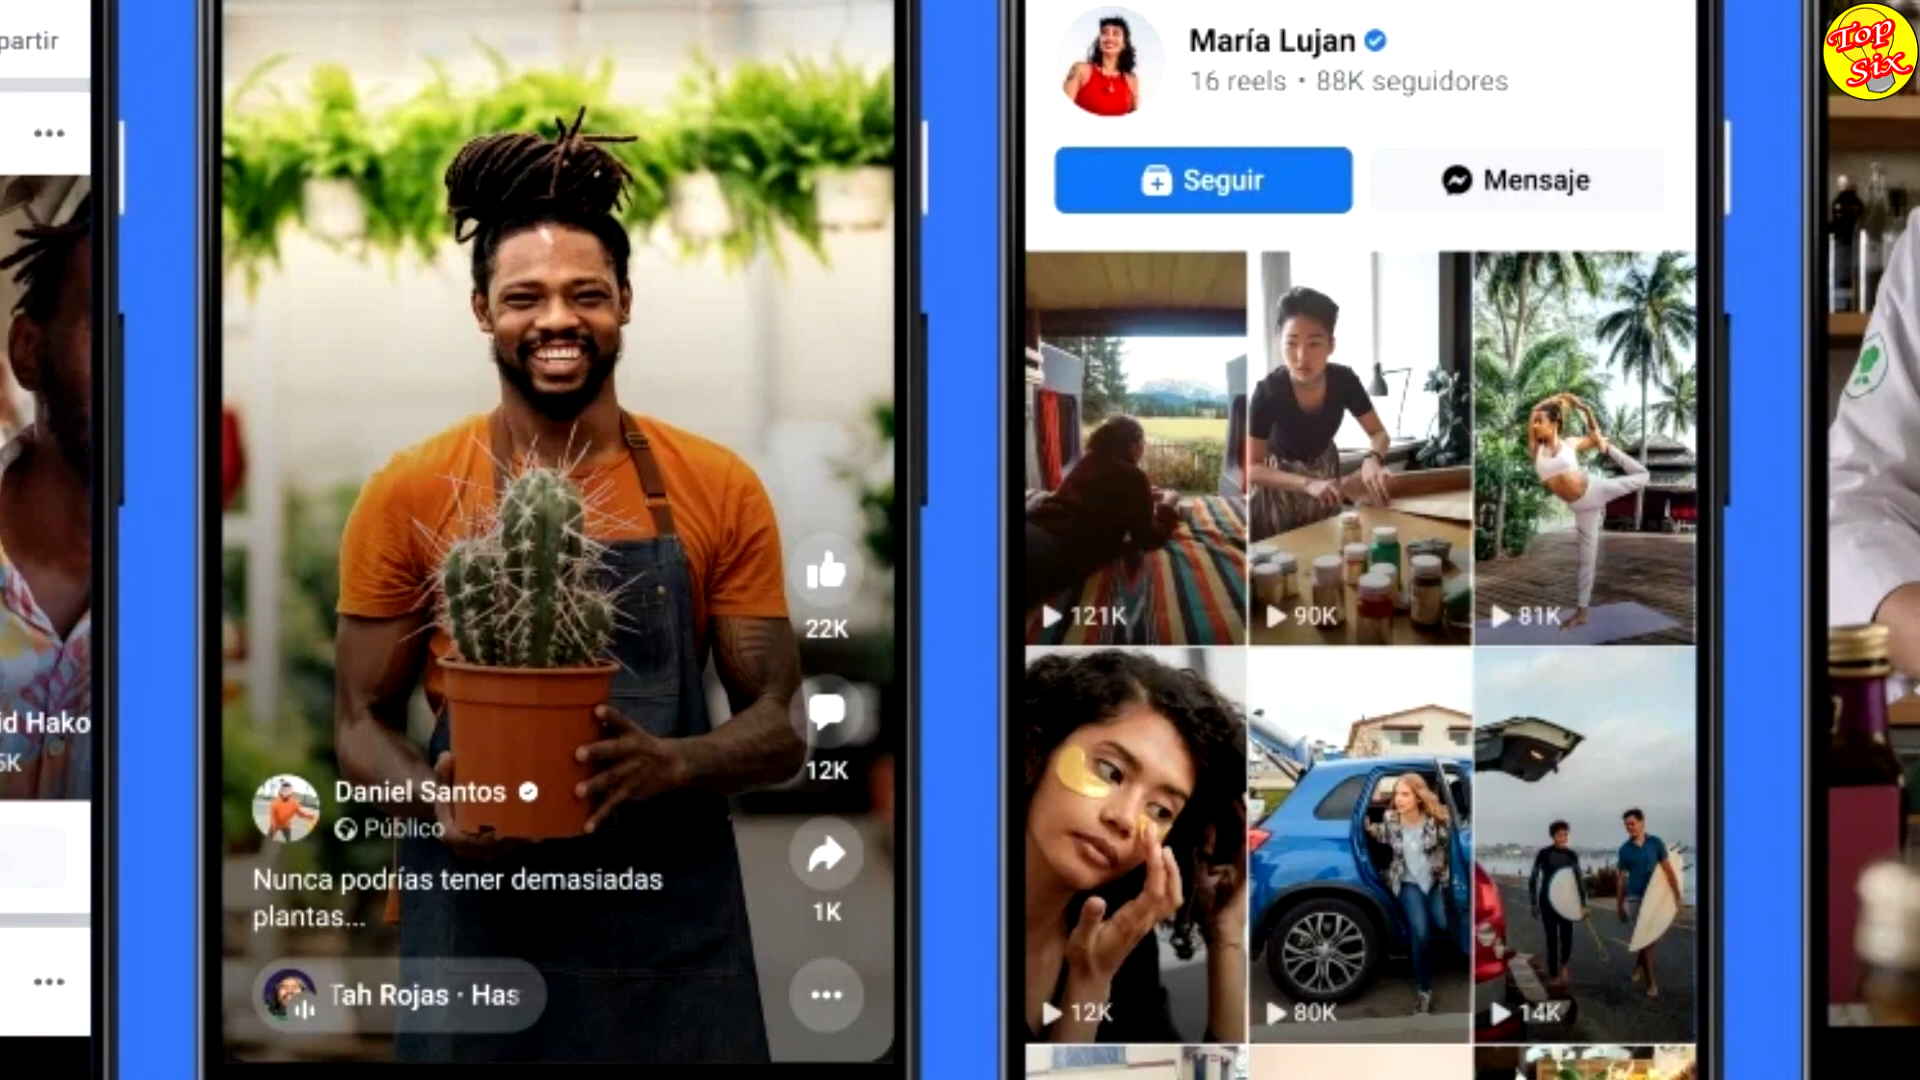 partir
id Hako
5K
22K
12K
1K
Daniel Santos
Público
Nunca podrías tener demasiadas
plantas...
Tah Rojas · Has
María Lujan
16 reels • 88K seguidores
Seguir
Mensaje
121K
90K
81K
12K
80K
14K
Top
Six